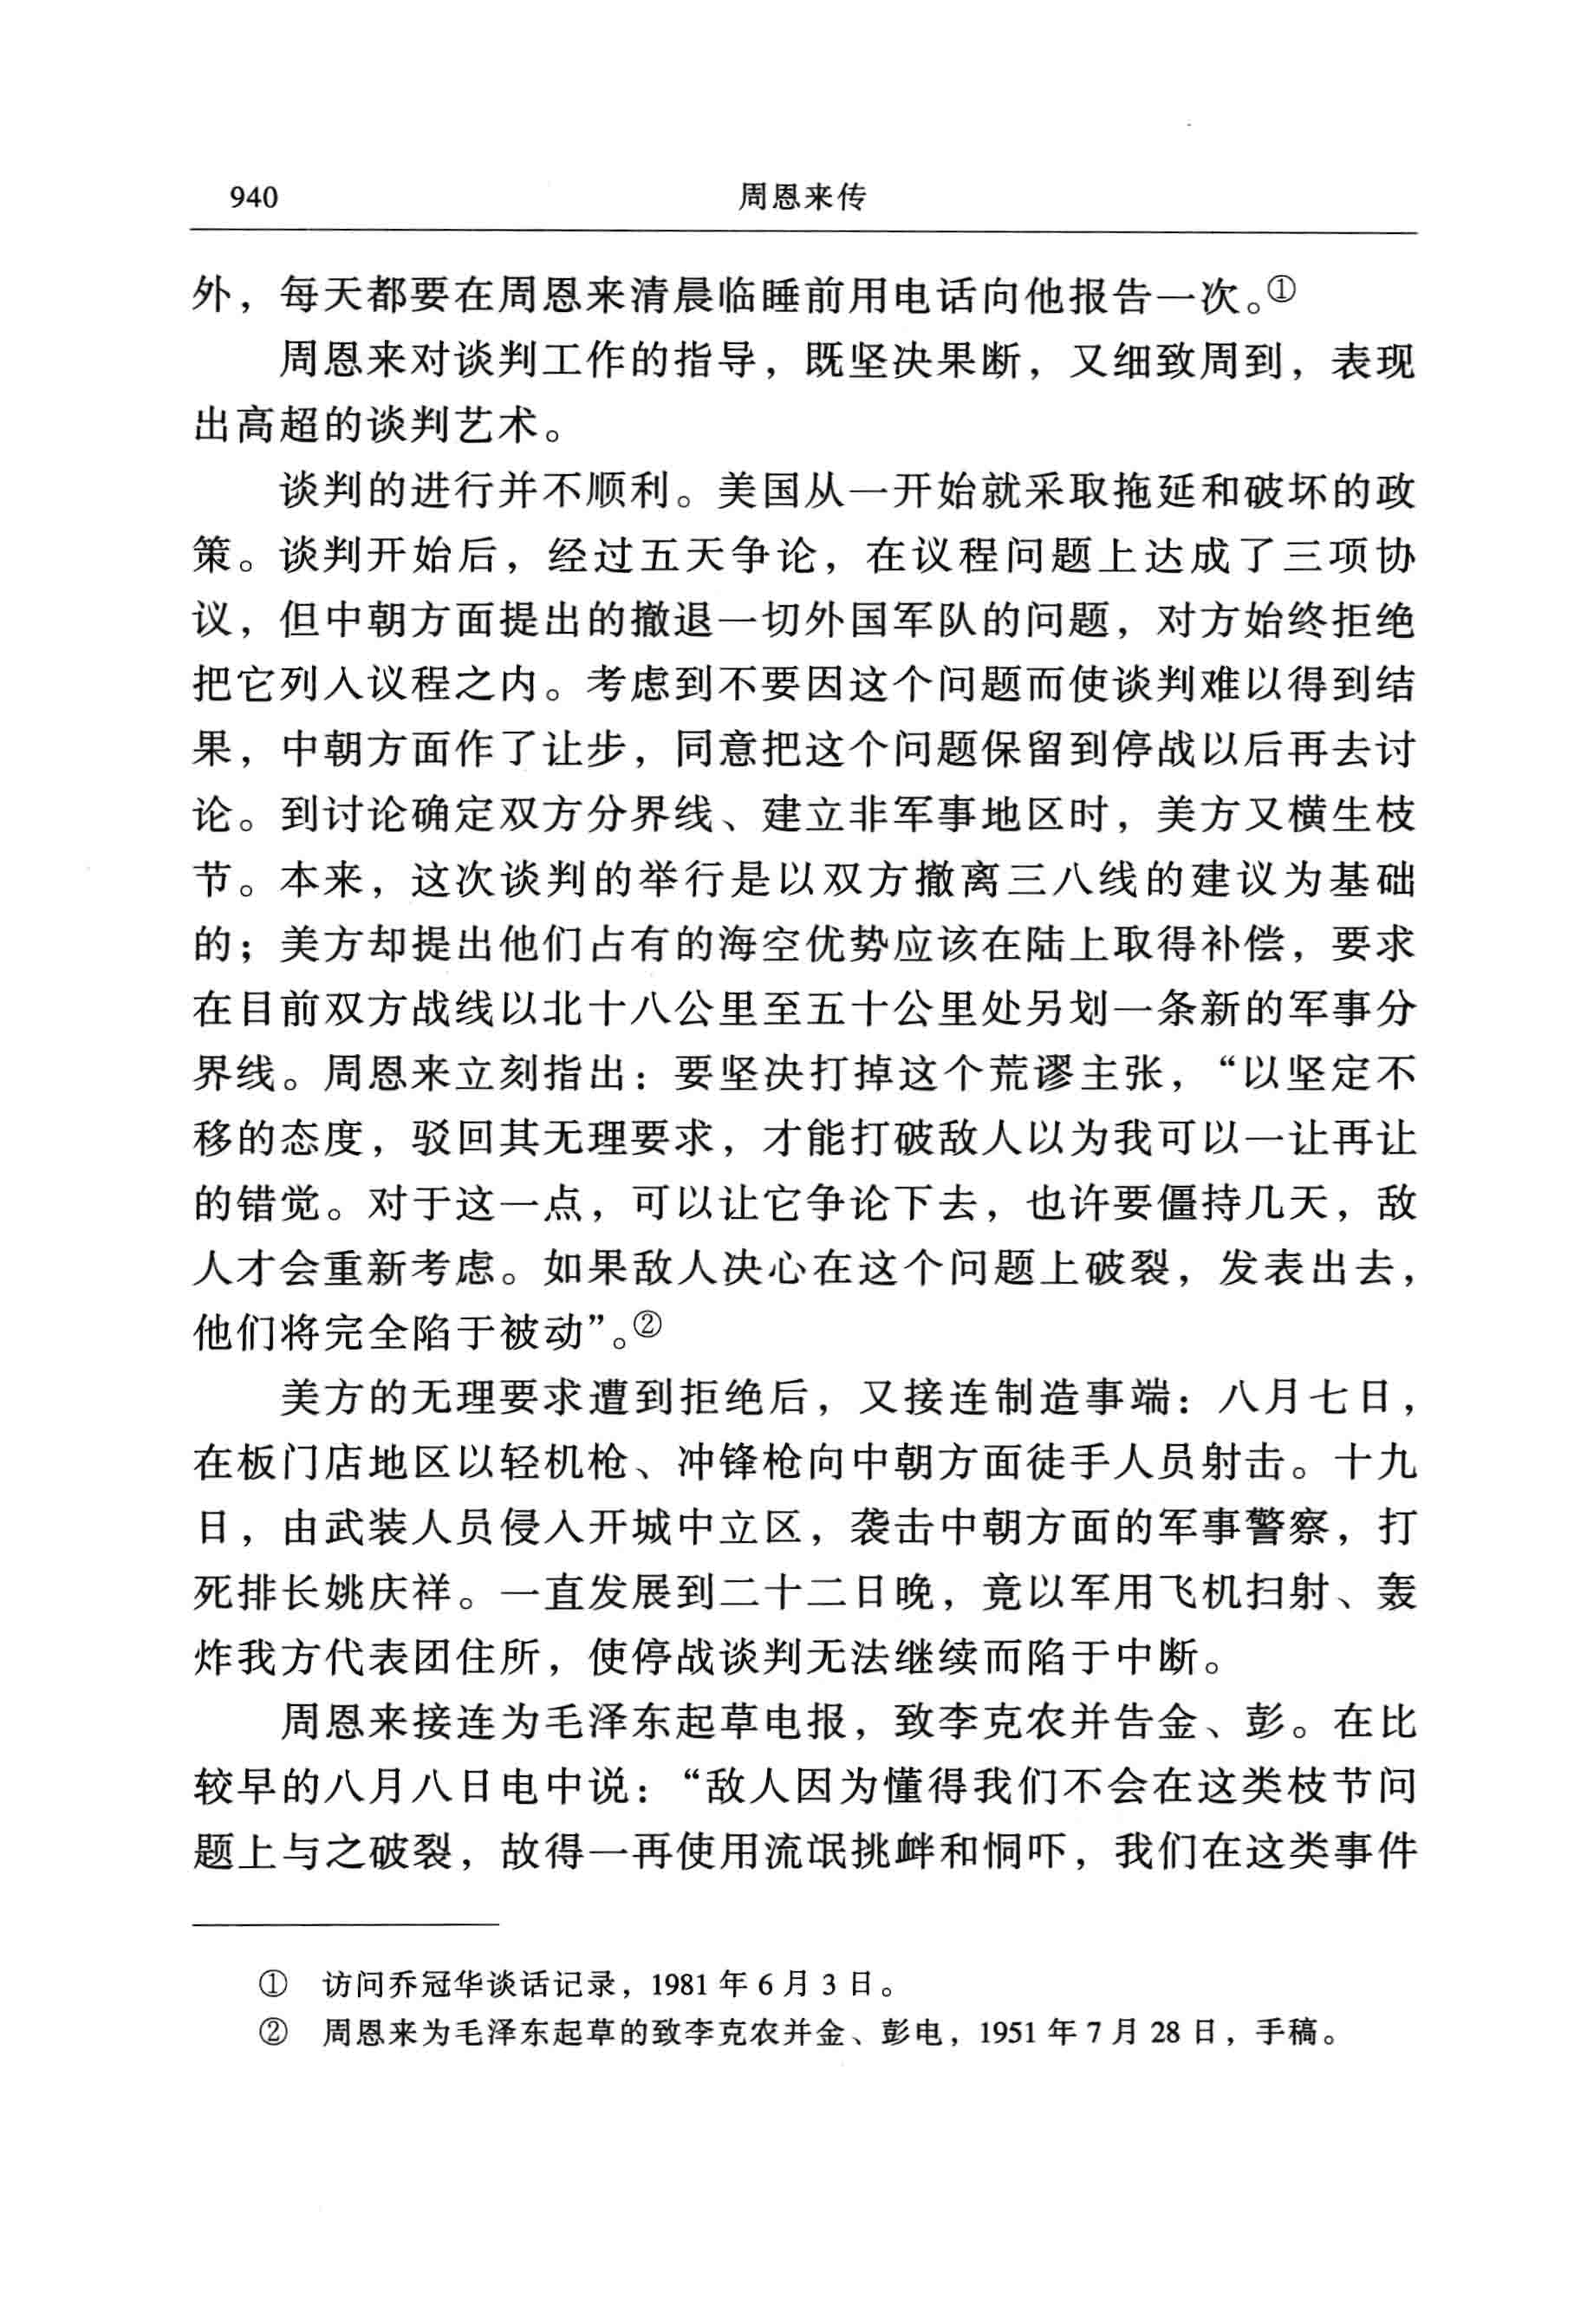 940
周恩来传
外，每天都要在周恩来清晨临睡前用电话向他报告一次。①
周恩来对谈判工作的指导，既坚决果断，又细致周到，表现
出高超的谈判艺术。
谈判的进行并不顺利。美国从一开始就采取拖延和破坏的政
策。谈判开始后，经过五天争论，在议程问题上达成了三项协
议，但中朝方面提出的撤退一切外国军队的问题，对方始终拒绝
把它列入议程之内。考虑到不要因这个问题而使谈判难以得到结
果，中朝方面作了让步，同意把这个问题保留到停战以后再去讨
论。到讨论确定双方分界线、建立非军事地区时，美方又横生枝
节。本来，这次谈判的举行是以双方撤离三八线的建议为基础
的；美方却提出他们占有的海空优势应该在陆上取得补偿，要求
在目前双方战线以北十八公里至五十公里处另划一条新的军事分
界线。周恩来立刻指出：要坚决打掉这个荒谬主张，“以坚定不
移的态度，驳回其无理要求，才能打破敌人以为我可以一让再让
的错觉。对于这一点，可以让它争论下去，也许要僵持几天，敌
人才会重新考虑。如果敌人决心在这个问题上破裂，发表出去，
他们将完全陷于被动”。②
美方的无理要求遭到拒绝后，又接连制造事端：八月七日，
在板门店地区以轻机枪、冲锋枪向中朝方面徒手人员射击。十九
日，由武装人员侵入开城中立区，袭击中朝方面的军事警察，打
死排长姚庆祥。一直发展到二十二日晚，竟以军用飞机扫射、轰
炸我方代表团住所，使停战谈判无法继续而陷于中断。
周恩来接连为毛泽东起草电报，致李克农并告金、彭。在比
较早的八月八日电中说：“敌人因为懂得我们不会在这类枝节问
题上与之破裂，故得一再使用流氓挑衅和恫吓，我们在这类事件
① 访问乔冠华谈话记录，1981 年 6 月 3 日。
② 周恩来为毛泽东起草的致李克农并金、彭电，1951 年 7 月 28 日，手稿。